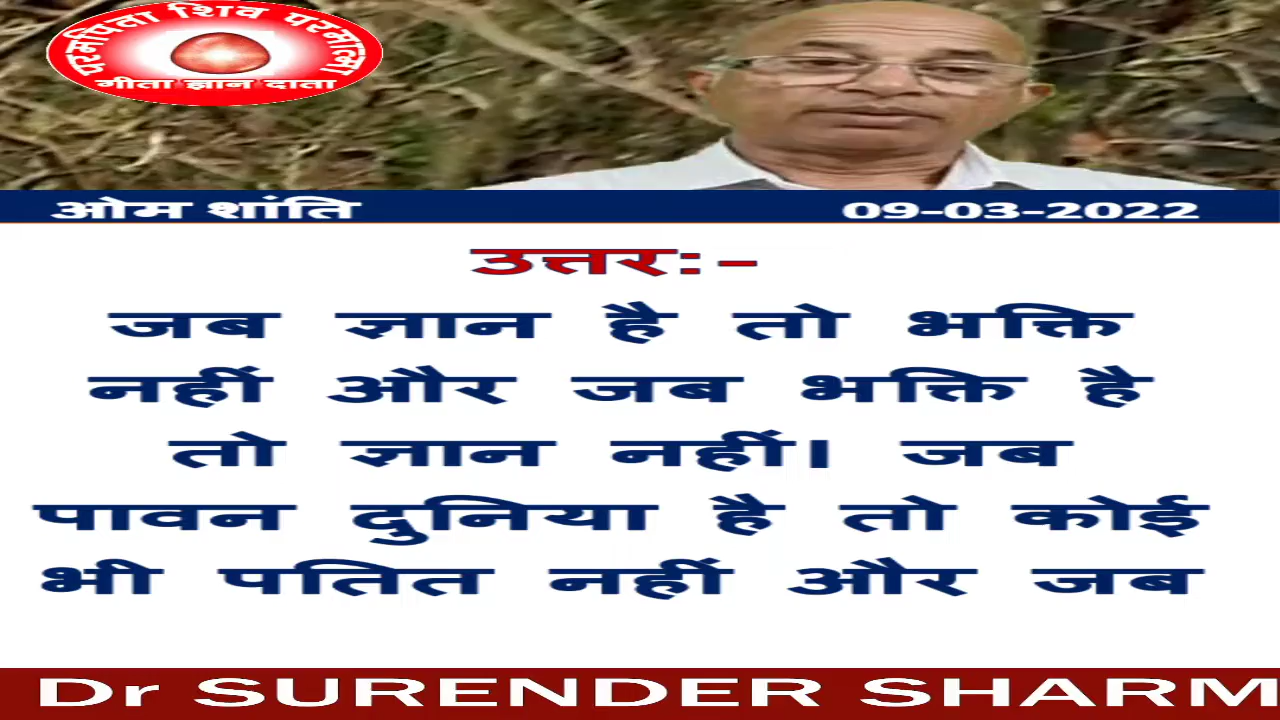 परमपिता शिव परमात्मा
गीता ज्ञान दाता
ओम शांति 09-03-2022
उत्तर:-
जब ज्ञान है तो भक्ति
नहीं और जब भक्ति है
तो ज्ञान नहीं। जब
पावन दुनिया है तो कोई
भी पतित नहीं और जब
Dr SURENDER SHARM